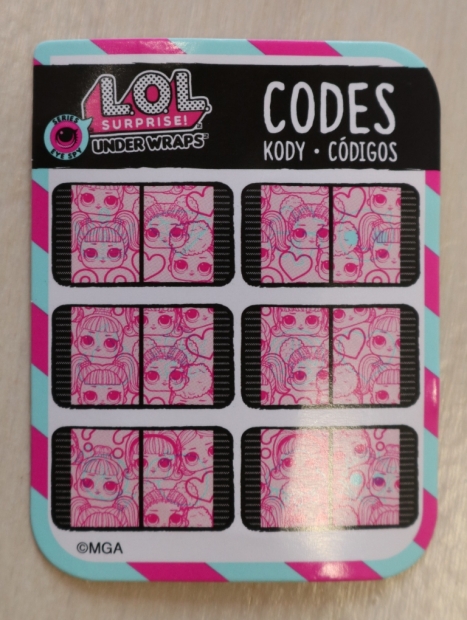 L.O.L.
SURPRISE!
UNDER WRAPS
SERIES
EYE SPY
CODES
KODY • CÓDIGOS
©MGA